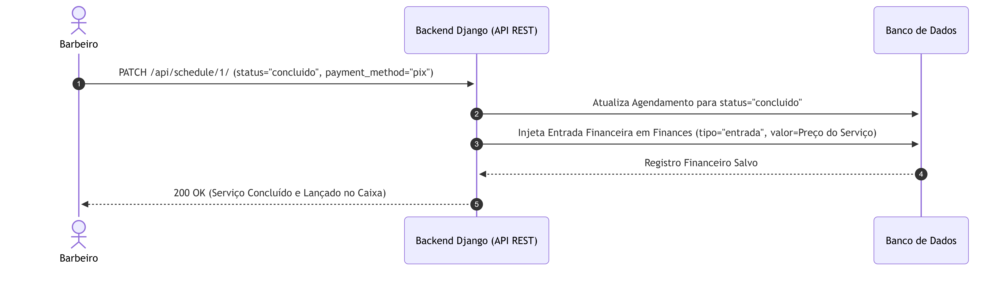 Barbeiro
Backend Django (API REST)
Banco de Dados
1
PATCH /api/schedule/1/ (status="concluido", payment_method="pix")
2
Atualiza Agendamento para status="concluido"
3
Injeta Entrada Financeira em Finances (tipo="entrada", valor=Preço do Serviço)
4
Registro Financeiro Salvo
5
200 OK (Serviço Concluído e Lançado no Caixa)
Barbeiro
Backend Django (API REST)
Banco de Dados